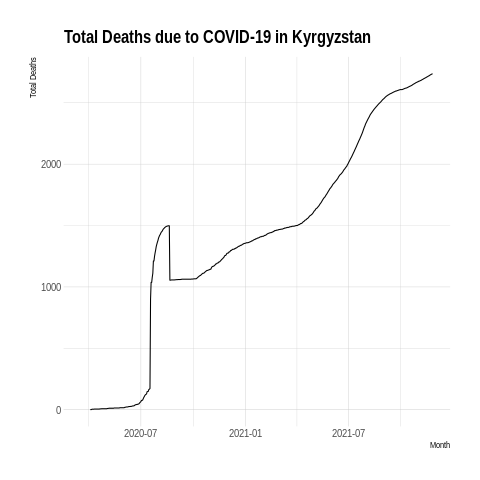 Total Deaths due to COVID-19 in Kyrgyzstan
Total Deaths
2000
1000
0
2020-07
2021-01
2021-07
Month